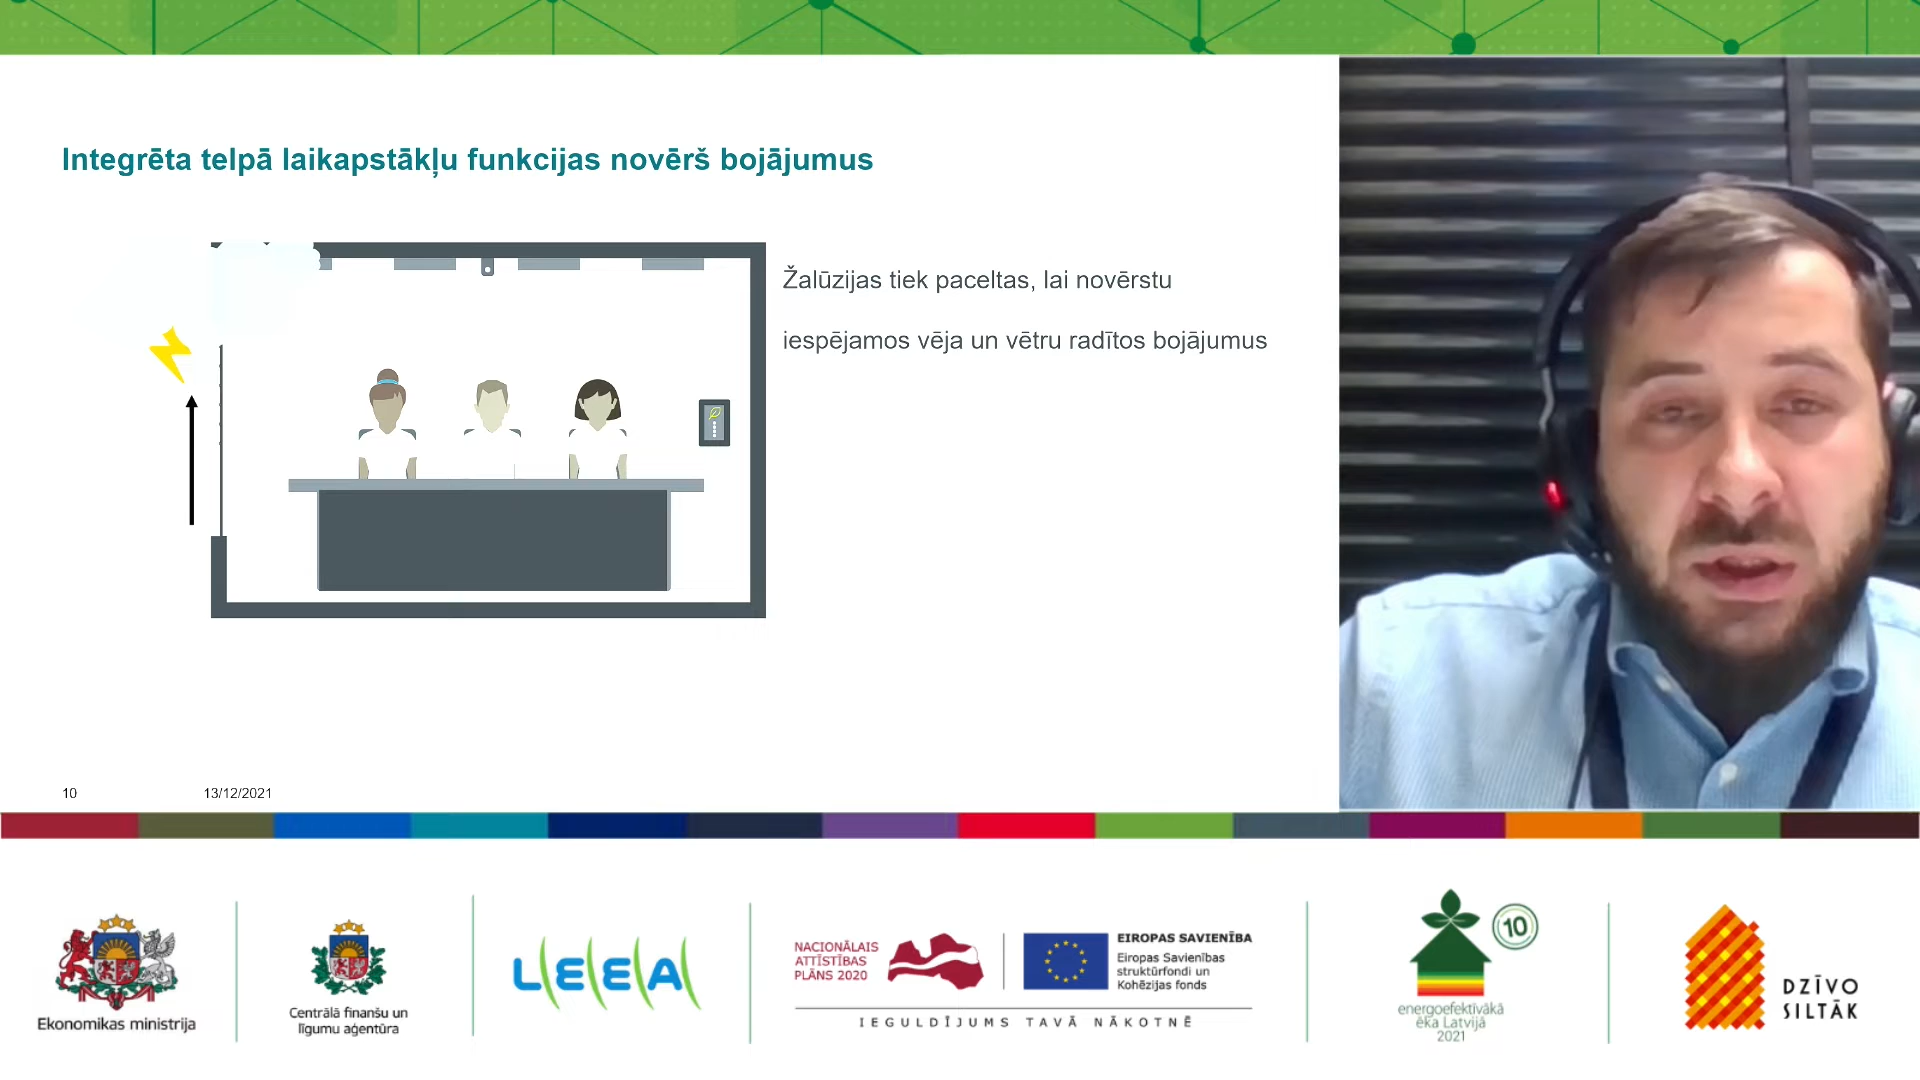 Integrēta telpā laikapstākļu funkcijas novērš bojājumus
Žalūzijas tiek paceltas, lai novērstu
iespējamos vēja un vētru radītos bojājumus
10
13/12/2021
Ekonomikas ministrija
Centrālā finanšu un
līgumu aģentūra
LEEA
NACIONĀLAIS
ATTĪSTĪBAS
PLĀNS 2020
EIROPAS SAVIENĪBA
Eiropas Savienības
struktūrfondi un
Kohēzijas fonds
IEGULDĪJUMS TAVĀ NĀKOTNĒ
10
energoefektīvākā
ēka Latvijā
2021
DZĪVO
SILTĀK